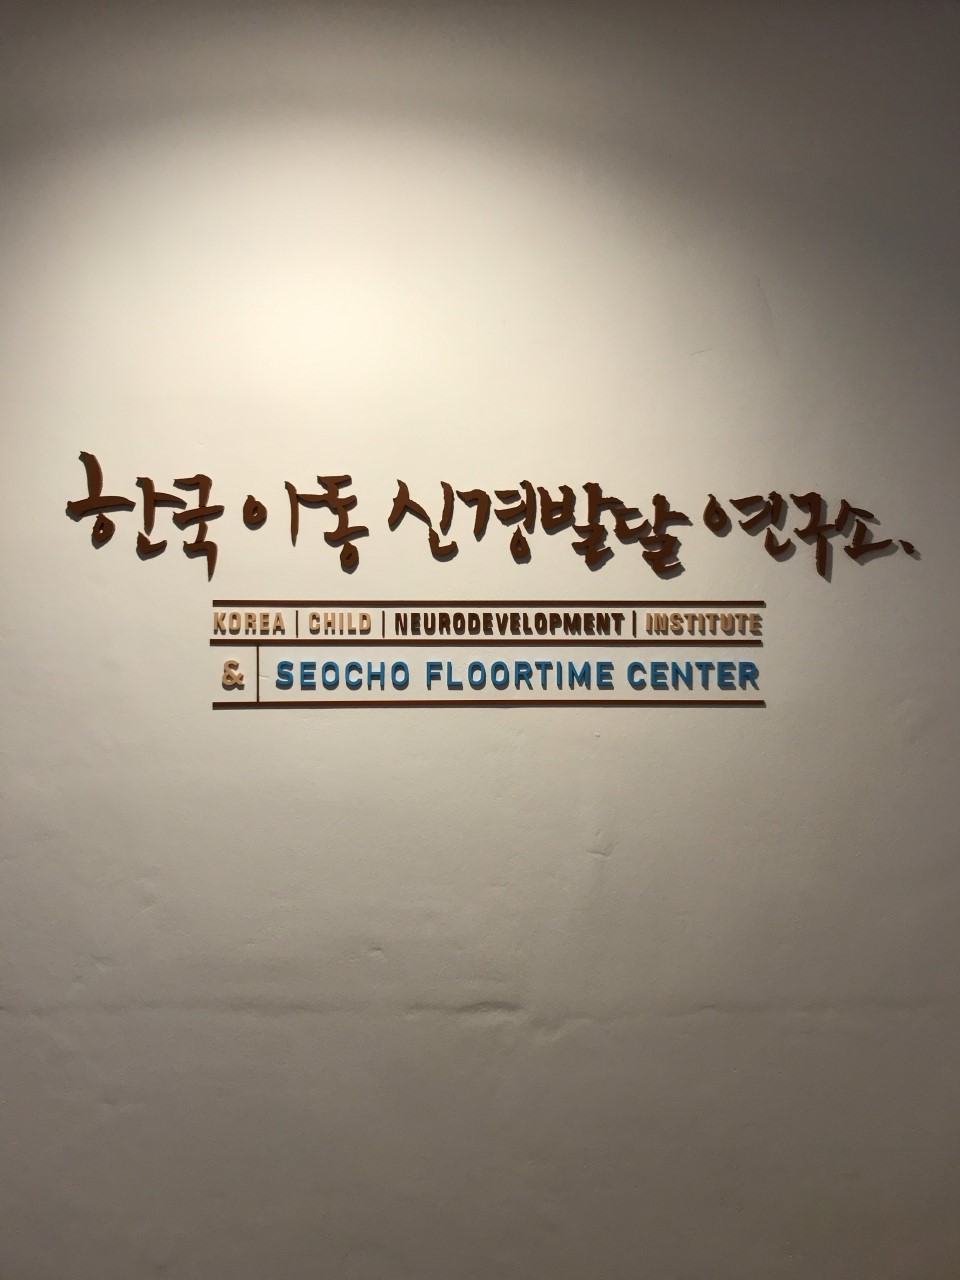 한국 아동 신경발달 연구소.
KOREA | CHILD | NEURODEVELOPMENT | INSTITUTE
& | SEOCHO FLOORTIME CENTER